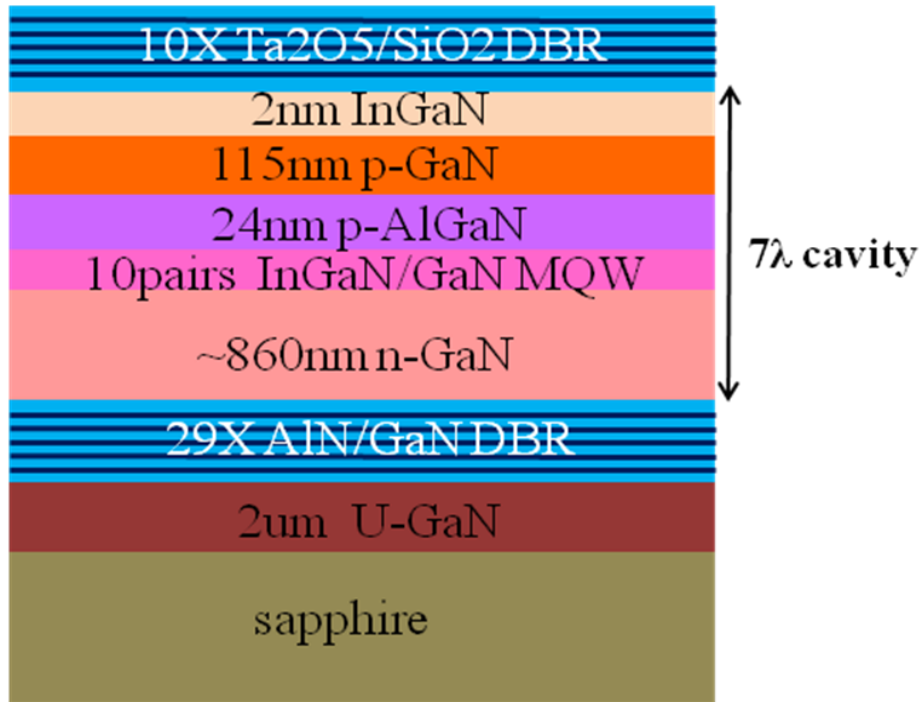 10X Ta2O5/SiO2 DBR
2nm InGaN
115nm p-GaN
24nm p-AlGaN
10pairs InGaN/GaN MQW
~860nm n-GaN
7λ cavity
29X AlN/GaN DBR
2um U-GaN
sapphire